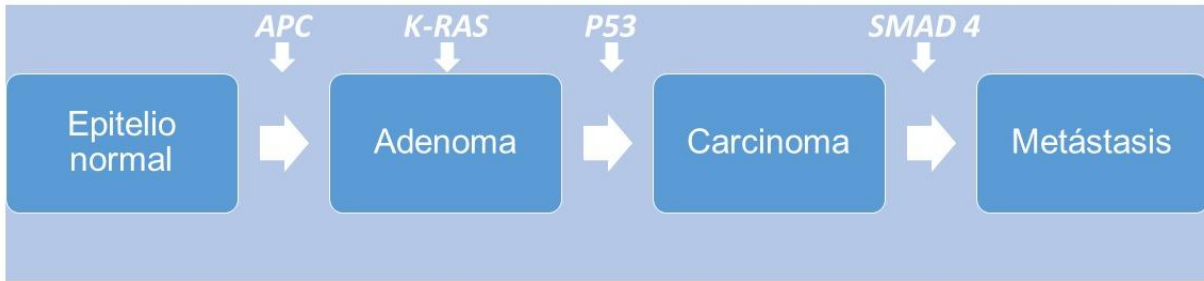 APC K-RAS P53 SMAD 4
Epitelio
normal
Adenoma
Carcinoma
Metástasis